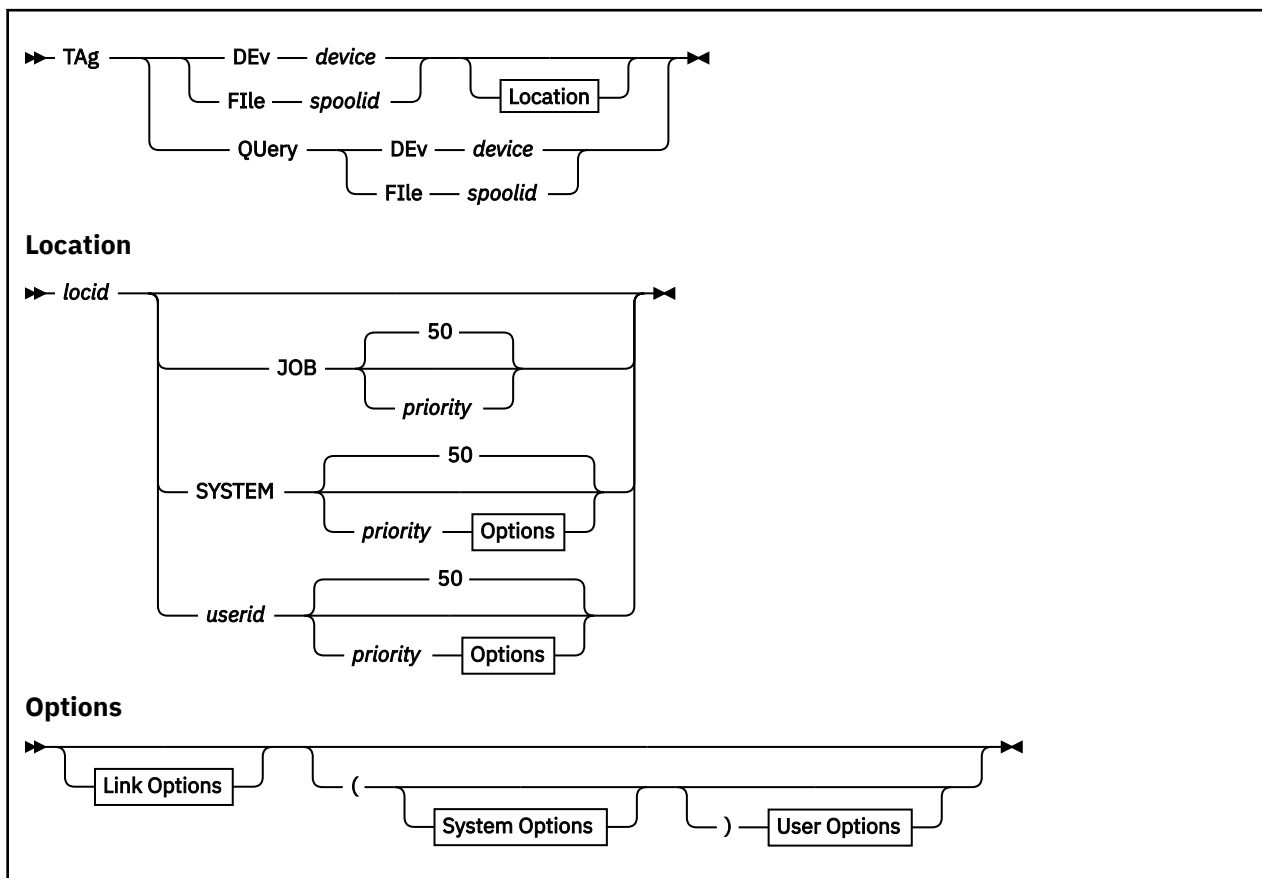 TAg DEv device
FIle spoolid Location
QUery DEv device
FIle spoolid
Location
locid
50
JOB
priority
50
SYSTEM
priority Options
50
userid
priority Options
Options
Link Options (
System Options ) User Options